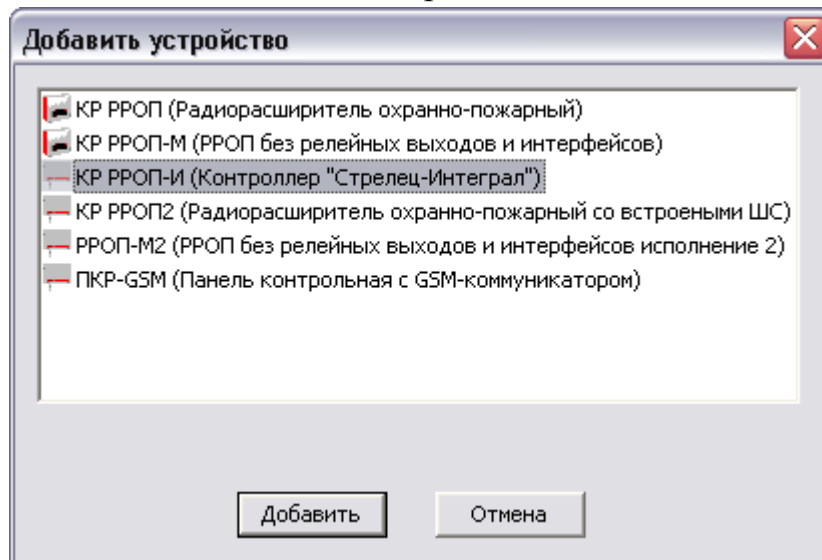 Добавить устройство
КР РРОП (Радиорасширитель охранно-пожарный)
КР РРОП-М (РРОП без релейных выходов и интерфейсов)
КР РРОП-И (Контроллер "Стрелец-Интеграл")
КР РРОП2 (Радиорасширитель охранно-пожарный со встроеными ШС)
РРОП-М2 (РРОП без релейных выходов и интерфейсов исполнение 2)
ПКР-GSM (Панель контрольная с GSM-коммуникатором)
Добавить
Отмена